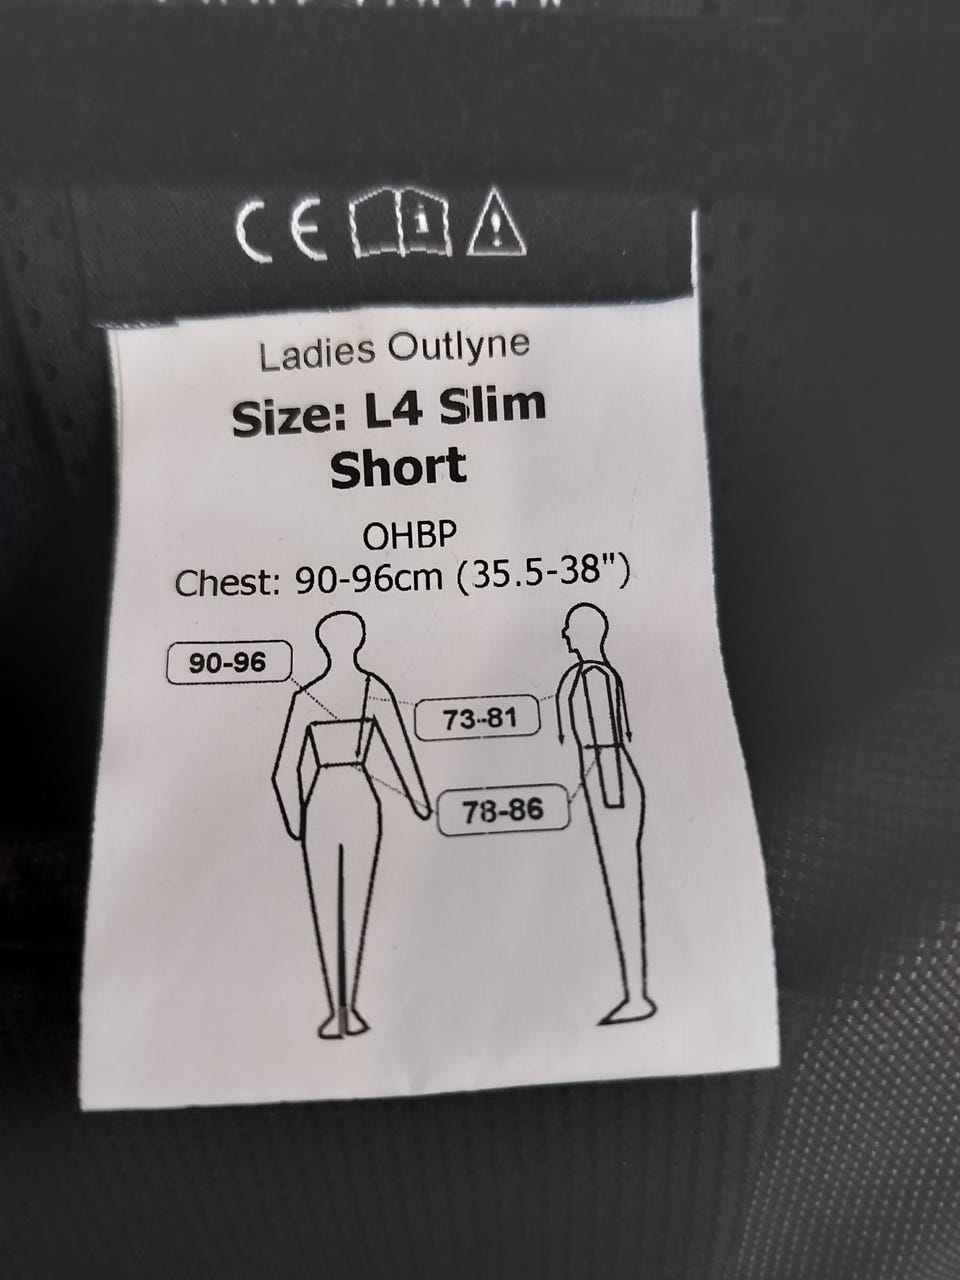 CE
Ladies Outlyne
Size: L4 Slim
Short
OHBP
Chest: 90-96cm (35.5-38")
90-96
73-81
78-86